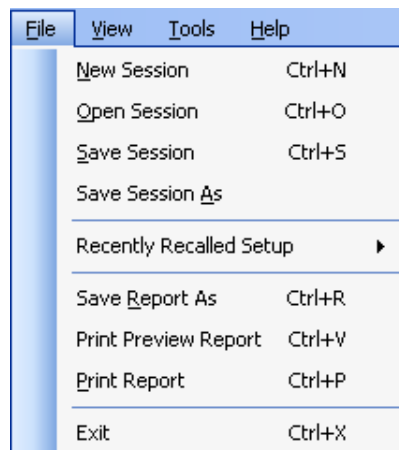 File View Tools Help
New Session Ctrl+N
Open Session Ctrl+O
Save Session Ctrl+S
Save Session As
Recently Recalled Setup
Save Report As Ctrl+R
Print Preview Report Ctrl+V
Print Report Ctrl+P
Exit Ctrl+X